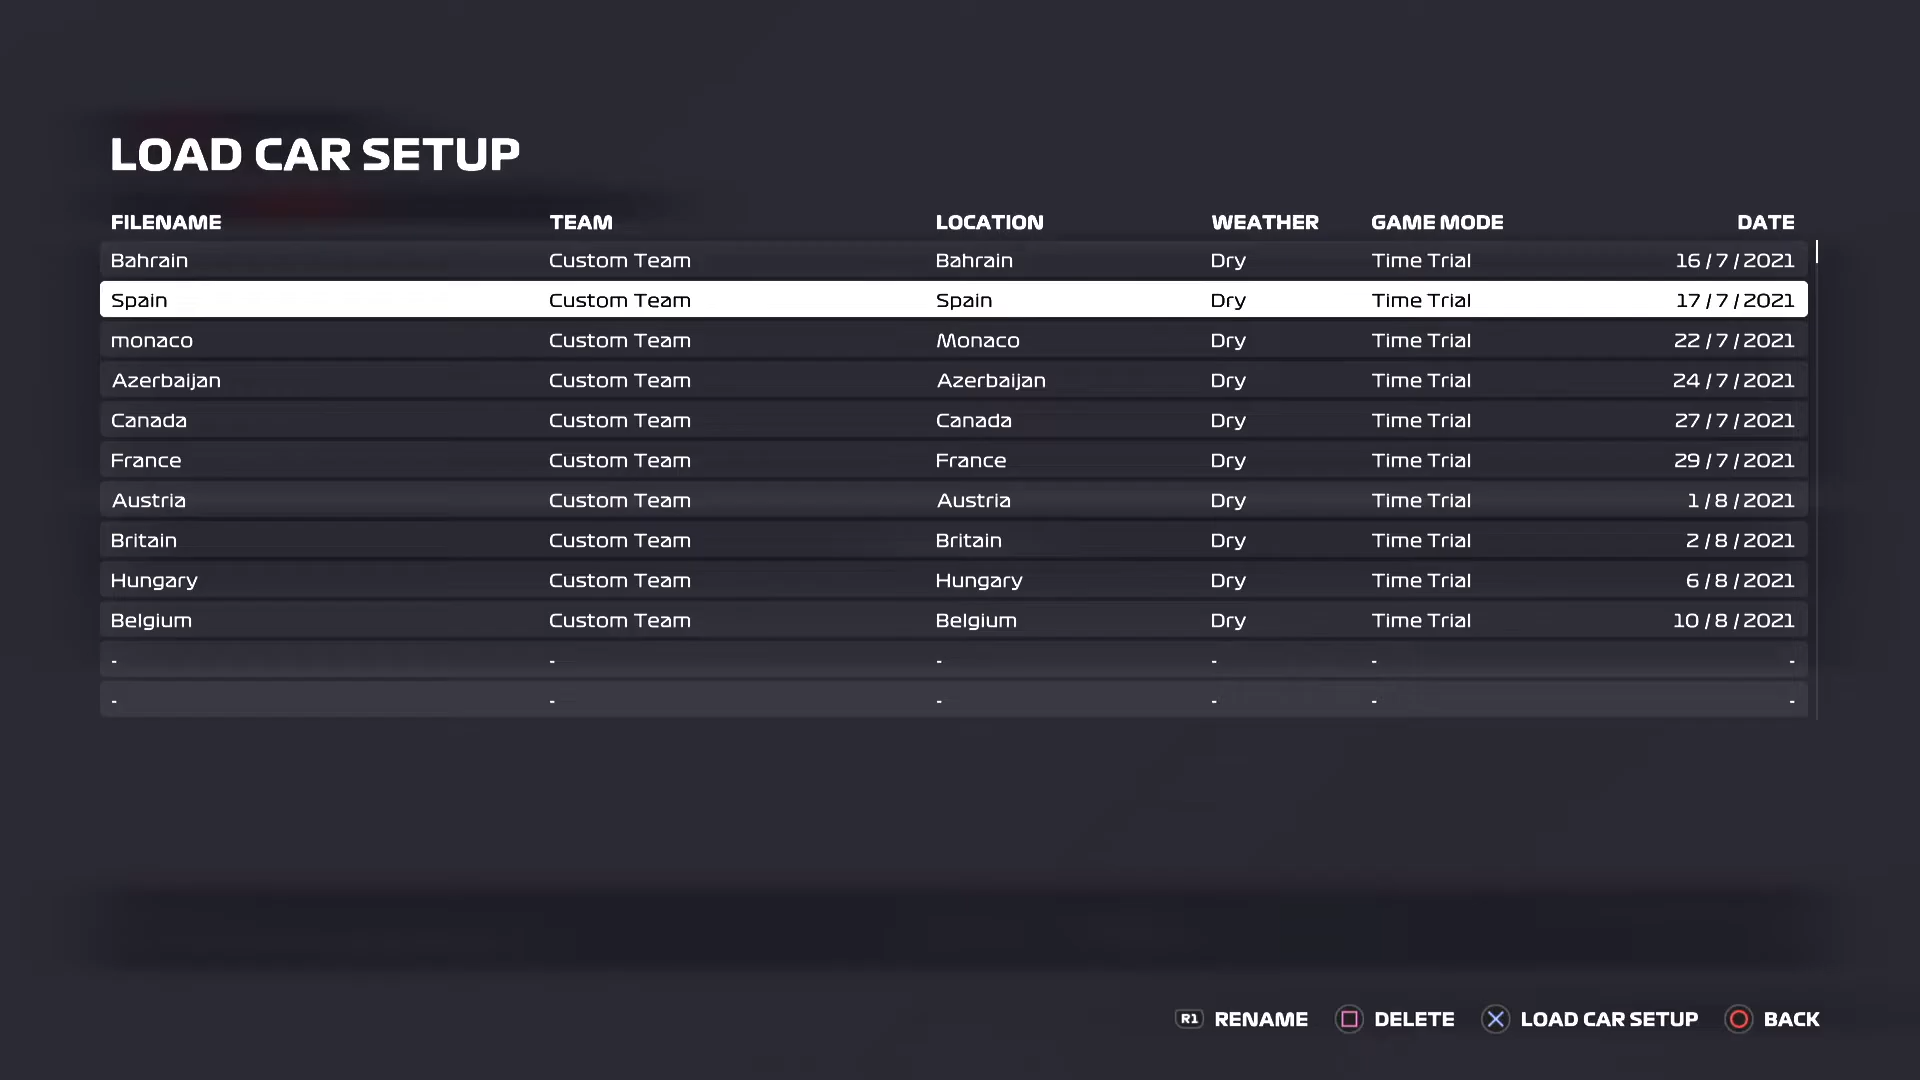 LOAD CAR SETUP
FILENAME TEAM LOCATION WEATHER GAME MODE DATE
Bahrain Custom Team Bahrain Dry Time Trial 16 / 7 / 2021
Spain Custom Team Spain Dry Time Trial 17 / 7 / 2021
monaco Custom Team Monaco Dry Time Trial 22 / 7 / 2021
Azerbaijan Custom Team Azerbaijan Dry Time Trial 24 / 7 / 2021
Canada Custom Team Canada Dry Time Trial 27 / 7 / 2021
France Custom Team France Dry Time Trial 29 / 7 / 2021
Austria Custom Team Austria Dry Time Trial 1 / 8 / 2021
Britain Custom Team Britain Dry Time Trial 2 / 8 / 2021
Hungary Custom Team Hungary Dry Time Trial 6 / 8 / 2021
Belgium Custom Team Belgium Dry Time Trial 10 / 8 / 2021
- - - - - -
- - - - - -
R1 RENAME DELETE LOAD CAR SETUP BACK